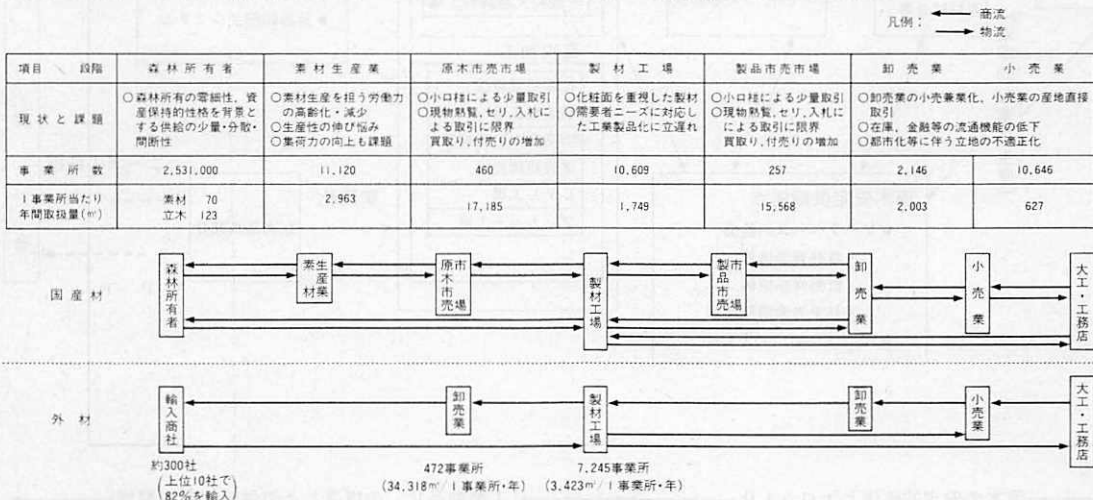 凡例：←── 商流
──→ 物流
項目 ／ 段階 森林所有者 素材生産業 原木市売市場 製材工場 製品市売市場 卸売業 小売業
現状と課題
○森林所有の零細性，資
産保持的性格を背景と
する供給の少量・分散・
間断性
○素材生産を担う労働力
の高齢化・減少
○生産性の伸び悩み
○集荷力の向上も課題
○小口椪による少量取引
○現物熟覧，セリ，入札に
よる取引に限界
買取り，付売りの増加
○化粧面を重視した製材
○需要者ニーズに対応し
た工業製品化に立遅れ
○小口椪による少量取引
○現物熟覧，セリ，入札に
による取引に限界
買取り，付売りの増加
○卸売業の小売兼業化，小売業の産地直接
取引
○在庫，金融等の流通機能の低下
○都市化等に伴う立地の不適正化
事業所数 2,531,000 11,120 460 10,609 257 2,146 10,646
1事業所当たり
年間取扱量(㎥)
素材 70
立木 123
2,963 17,185 1,749 15,568 2,003 627
国産材
森林所有者
素材生産業
原木市売市場
製材工場
製品市売市場
卸売業
小売業
大工・工務店
外材
輸入商社
卸売業
製材工場
卸売業
小売業
大工・工務店
約300社
(上位10社で
82％を輸入)
472事業所
(34,318㎥/1事業所・年)
7,245事業所
(3,423㎥/1事業所・年)